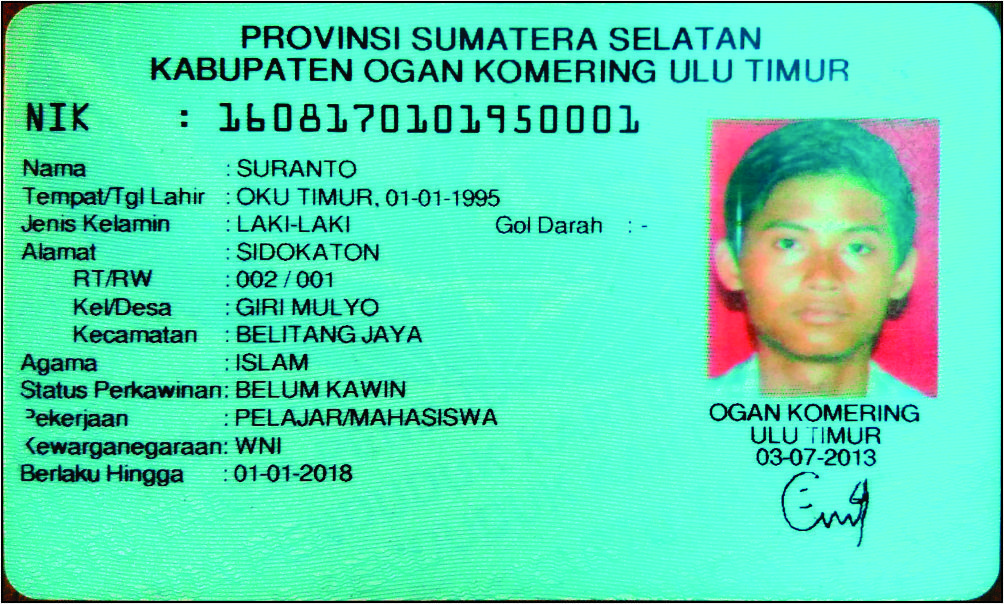 PROVINSI SUMATERA SELATAN
KABUPATEN OGAN KOMERING ULU TIMUR
NIK : 1608170101950001
Nama : SURANTO
Tempat/Tgl Lahir : OKU TIMUR, 01-01-1995
Jenis Kelamin : LAKI-LAKI Gol Darah : -
Alamat : SIDOKATON
RT/RW : 002 / 001
Kel/Desa : GIRI MULYO
Kecamatan : BELITANG JAYA
Agama : ISLAM
Status Perkawinan: BELUM KAWIN
Pekerjaan : PELAJAR/MAHASISWA
Kewarganegaraan: WNI
Berlaku Hingga : 01-01-2018
OGAN KOMERING
ULU TIMUR
03-07-2013